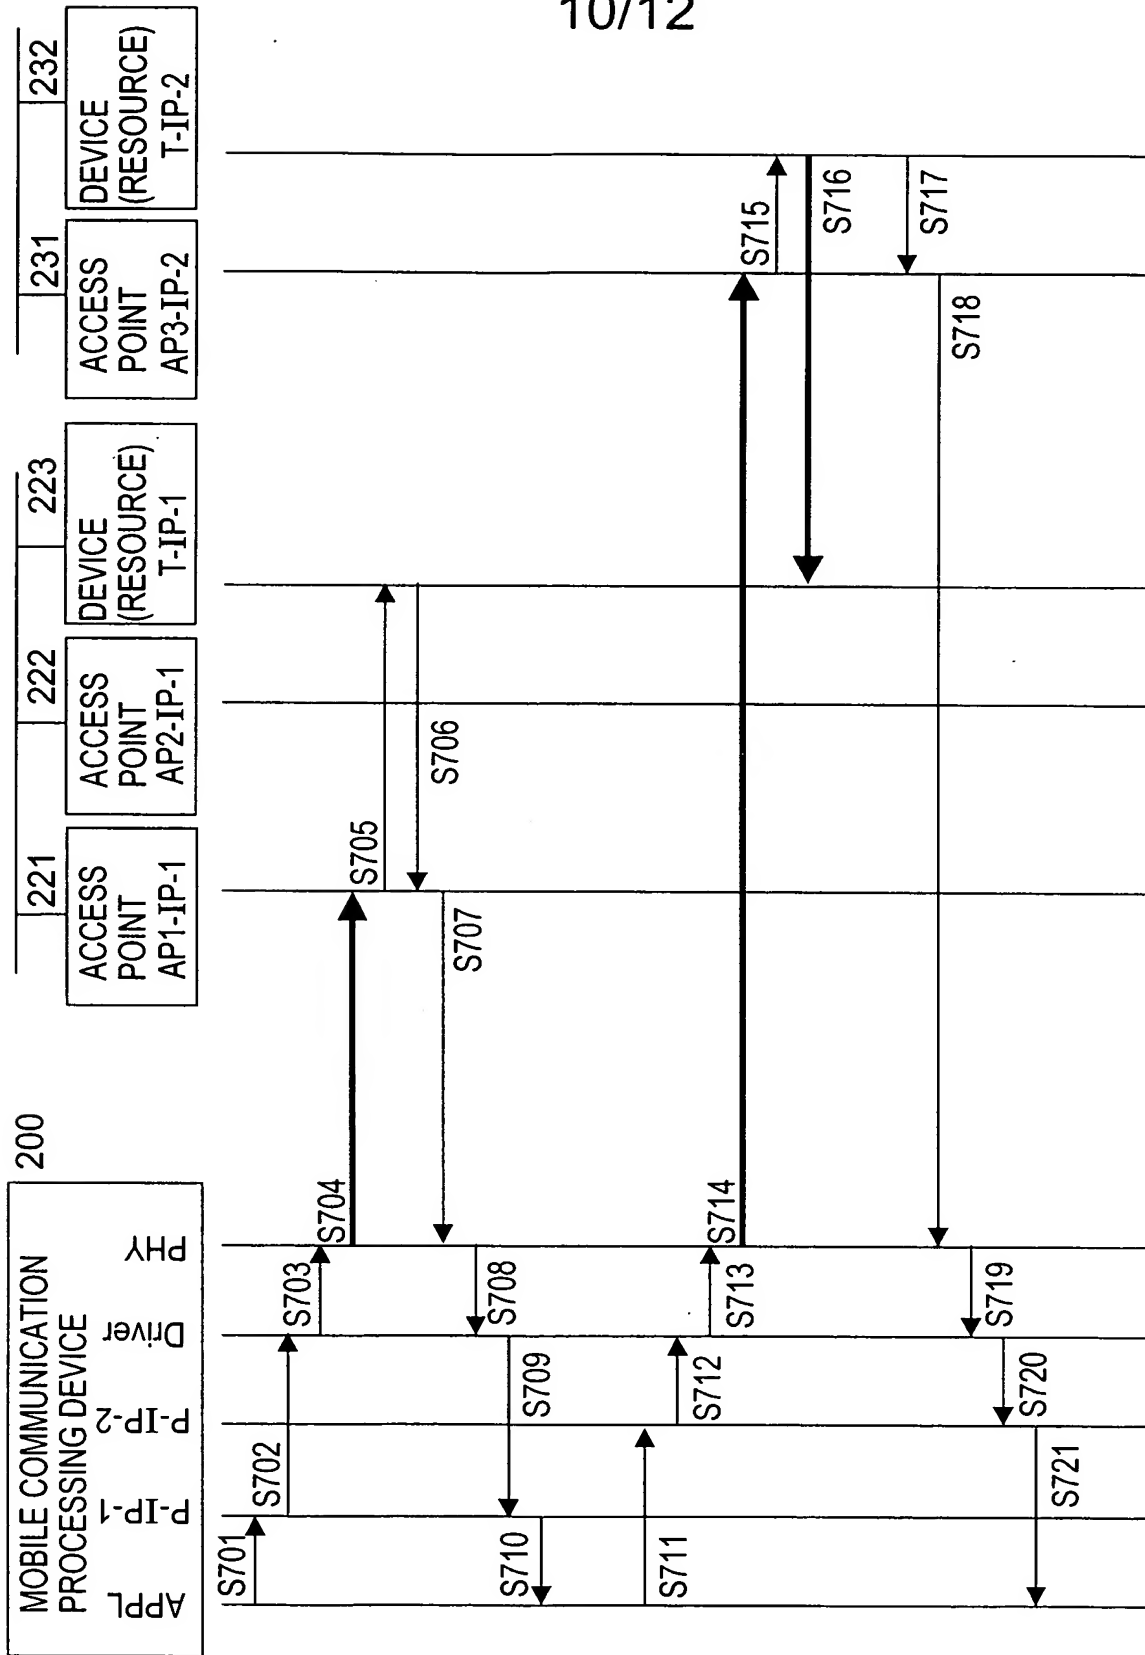 10/12
MOBILE COMMUNICATION
PROCESSING DEVICE
200
APPL
P-IP-1
P-IP-2
Driver
PHY
221
ACCESS
POINT
AP1-IP-1
222
ACCESS
POINT
AP2-IP-1
223
DEVICE
(RESOURCE)
T-IP-1
231
ACCESS
POINT
AP3-IP-2
232
DEVICE
(RESOURCE)
T-IP-2
S701
S702
S703
S704
S705
S706
S707
S708
S709
S710
S711
S712
S713
S714
S715
S716
S717
S718
S719
S720
S721